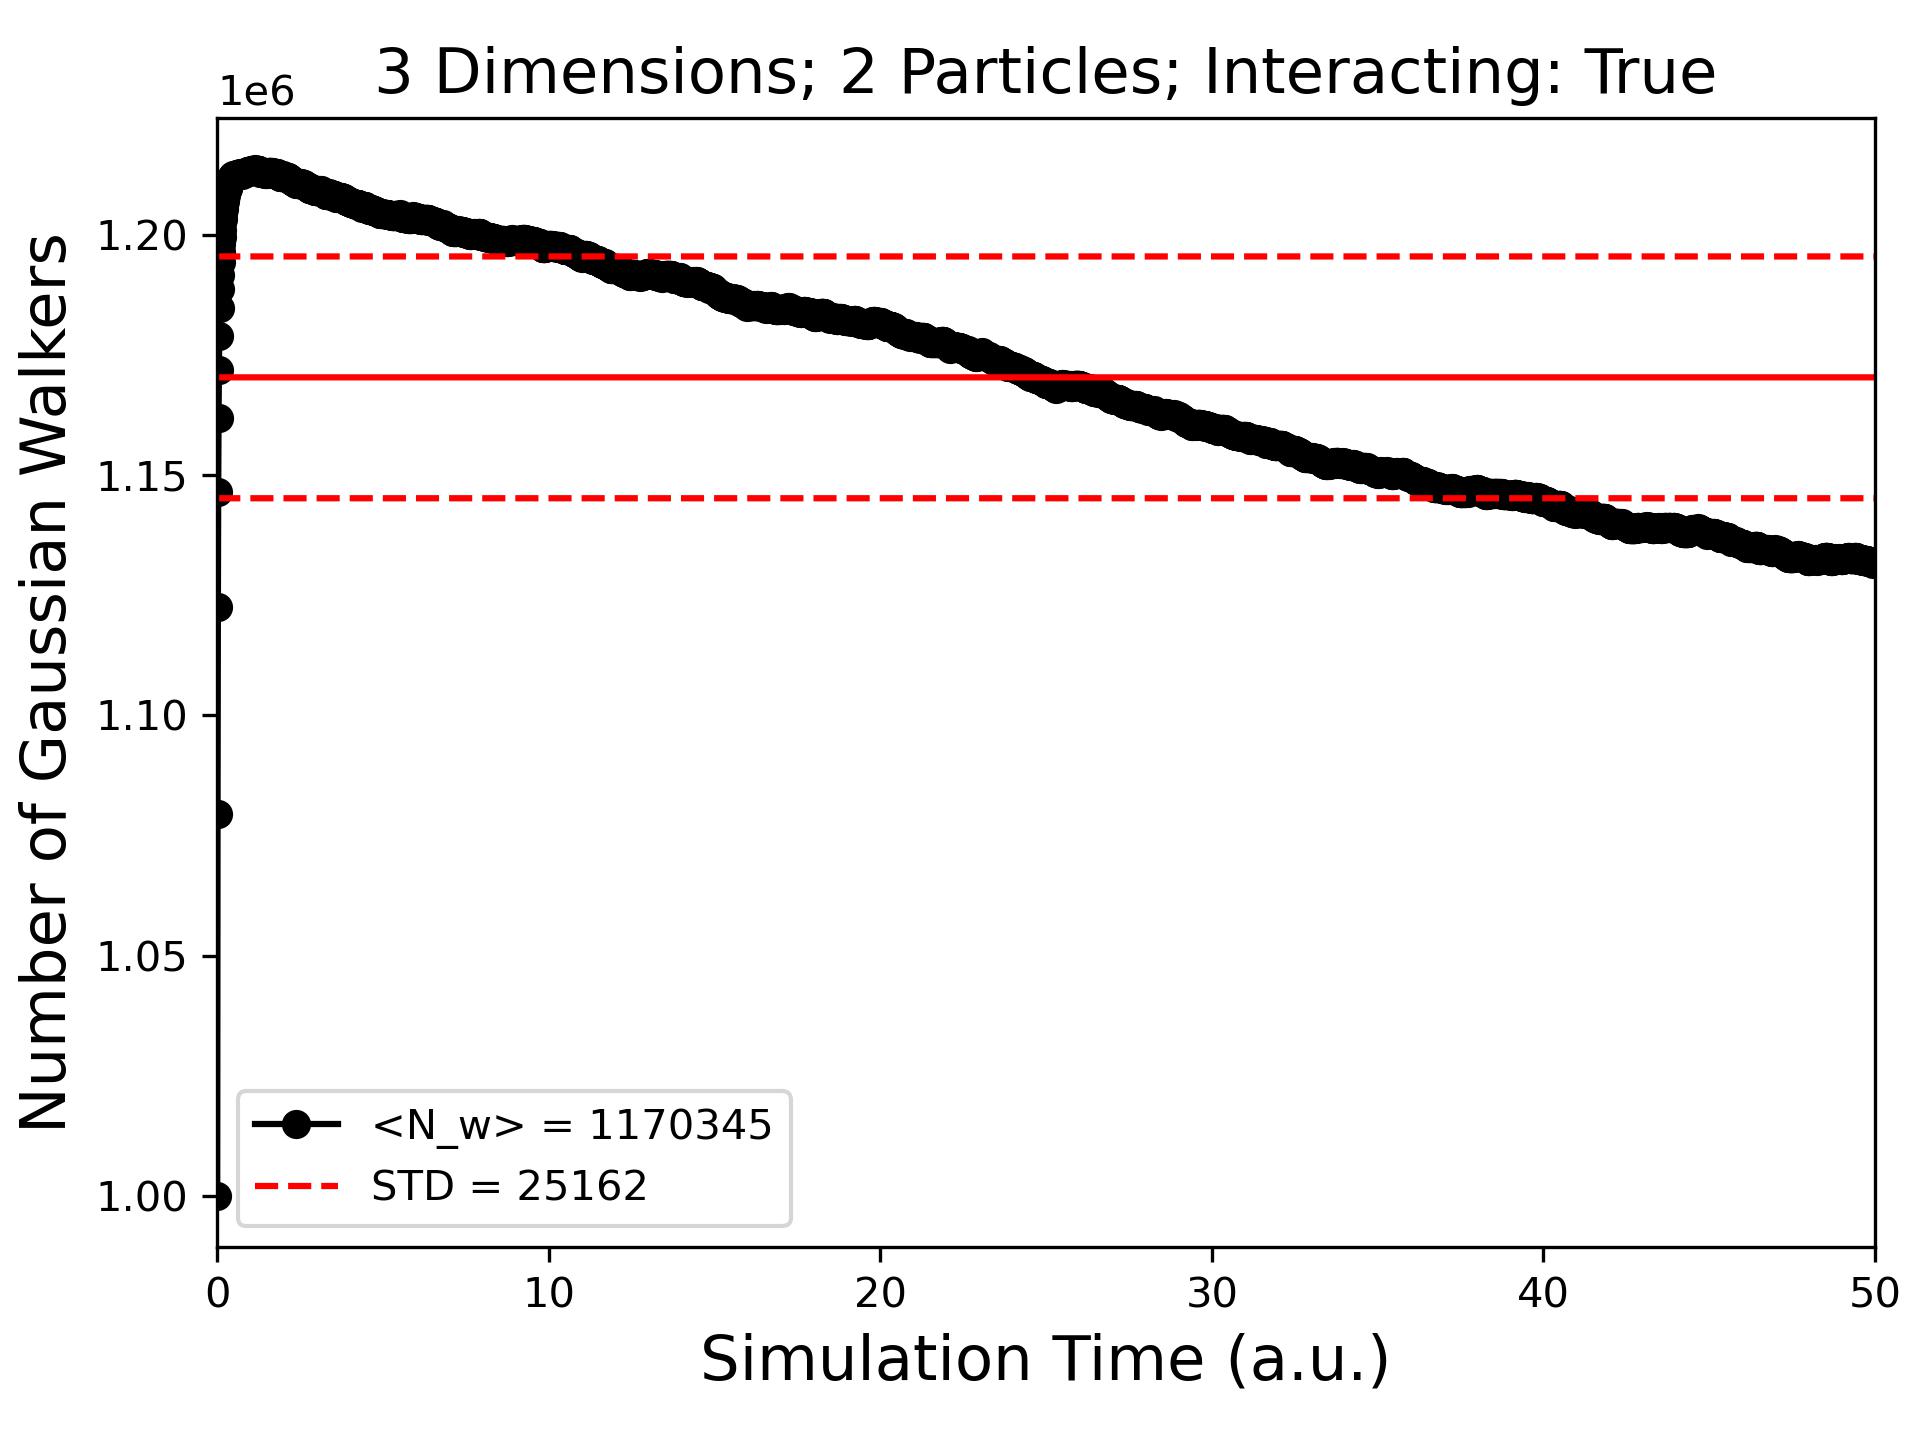 3 Dimensions; 2 Particles; Interacting: True
1e6
Number of Gaussian Walkers
1.20
1.15
1.10
1.05
1.00
<N_w> = 1170345
STD = 25162
0 10 20 30 40 50
Simulation Time (a.u.)